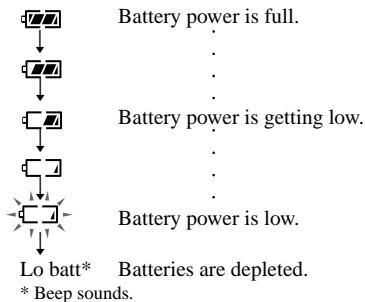 Battery power is full.
Battery power is getting low.
Battery power is low.
Lo batt* Batteries are depleted.
* Beep sounds.